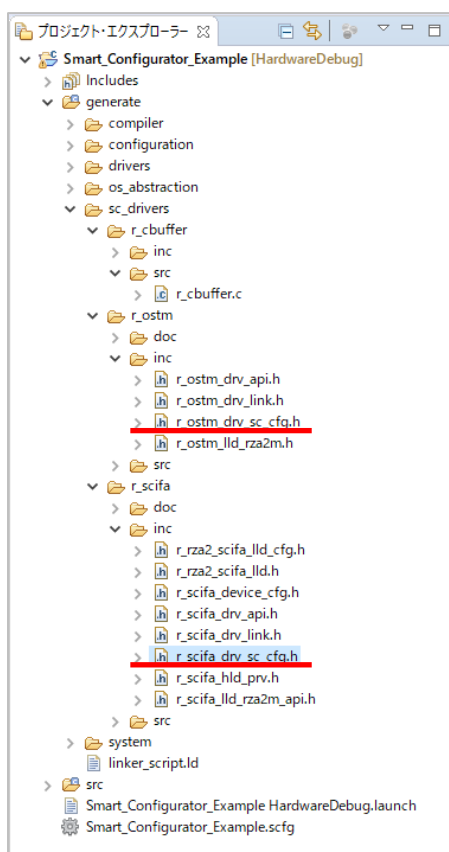 プロジェクト・エクスプローラー
Smart_Configurator_Example [HardwareDebug]
Includes
generate
compiler
configuration
drivers
os_abstraction
sc_drivers
r_cbuffer
inc
src
.c r_cbuffer.c
r_ostm
doc
inc
.h r_ostm_drv_api.h
.h r_ostm_drv_link.h
.h r_ostm_drv_sc_cfg.h
.h r_ostm_lld_rza2m.h
src
r_scifa
doc
inc
.h r_rza2_scifa_lld_cfg.h
.h r_rza2_scifa_lld.h
.h r_scifa_device_cfg.h
.h r_scifa_drv_api.h
.h r_scifa_drv_link.h
.h r_scifa_drv_sc_cfg.h
.h r_scifa_hld_prv.h
.h r_scifa_lld_rza2m_api.h
src
system
linker_script.ld
src
Smart_Configurator_Example HardwareDebug.launch
Smart_Configurator_Example.scfg